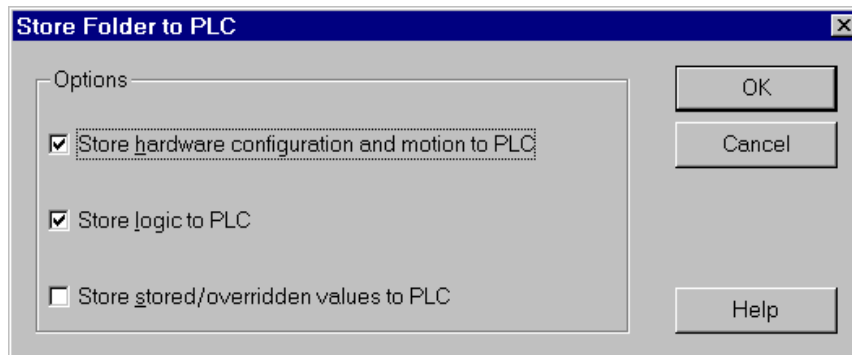 Store Folder to PLC
Options
Store hardware configuration and motion to PLC
Store logic to PLC
Store stored/overridden values to PLC
OK
Cancel
Help